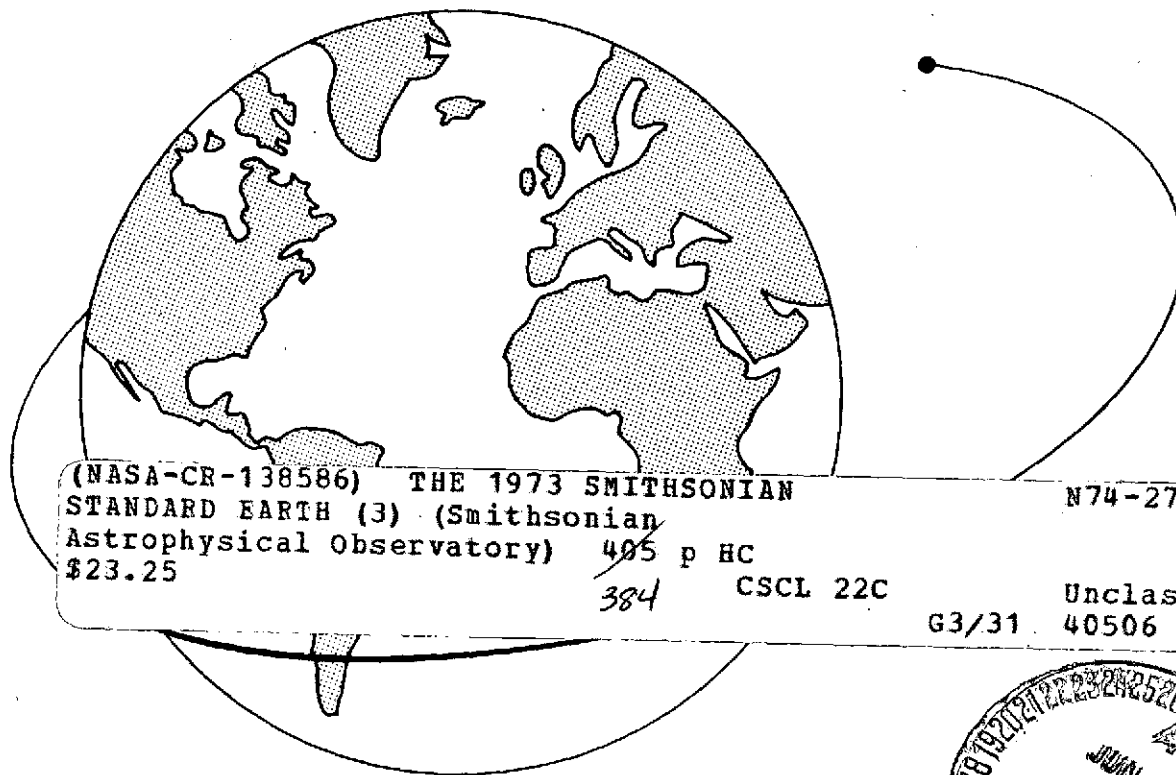 (NASA-CR-138586) THE 1973 SMITHSONIAN N74-27
STANDARD EARTH (3) (Smithsonian
Astrophysical Observatory) 405 p HC
$23.25 384 CSCL 22C Unclas
G3/31 40506